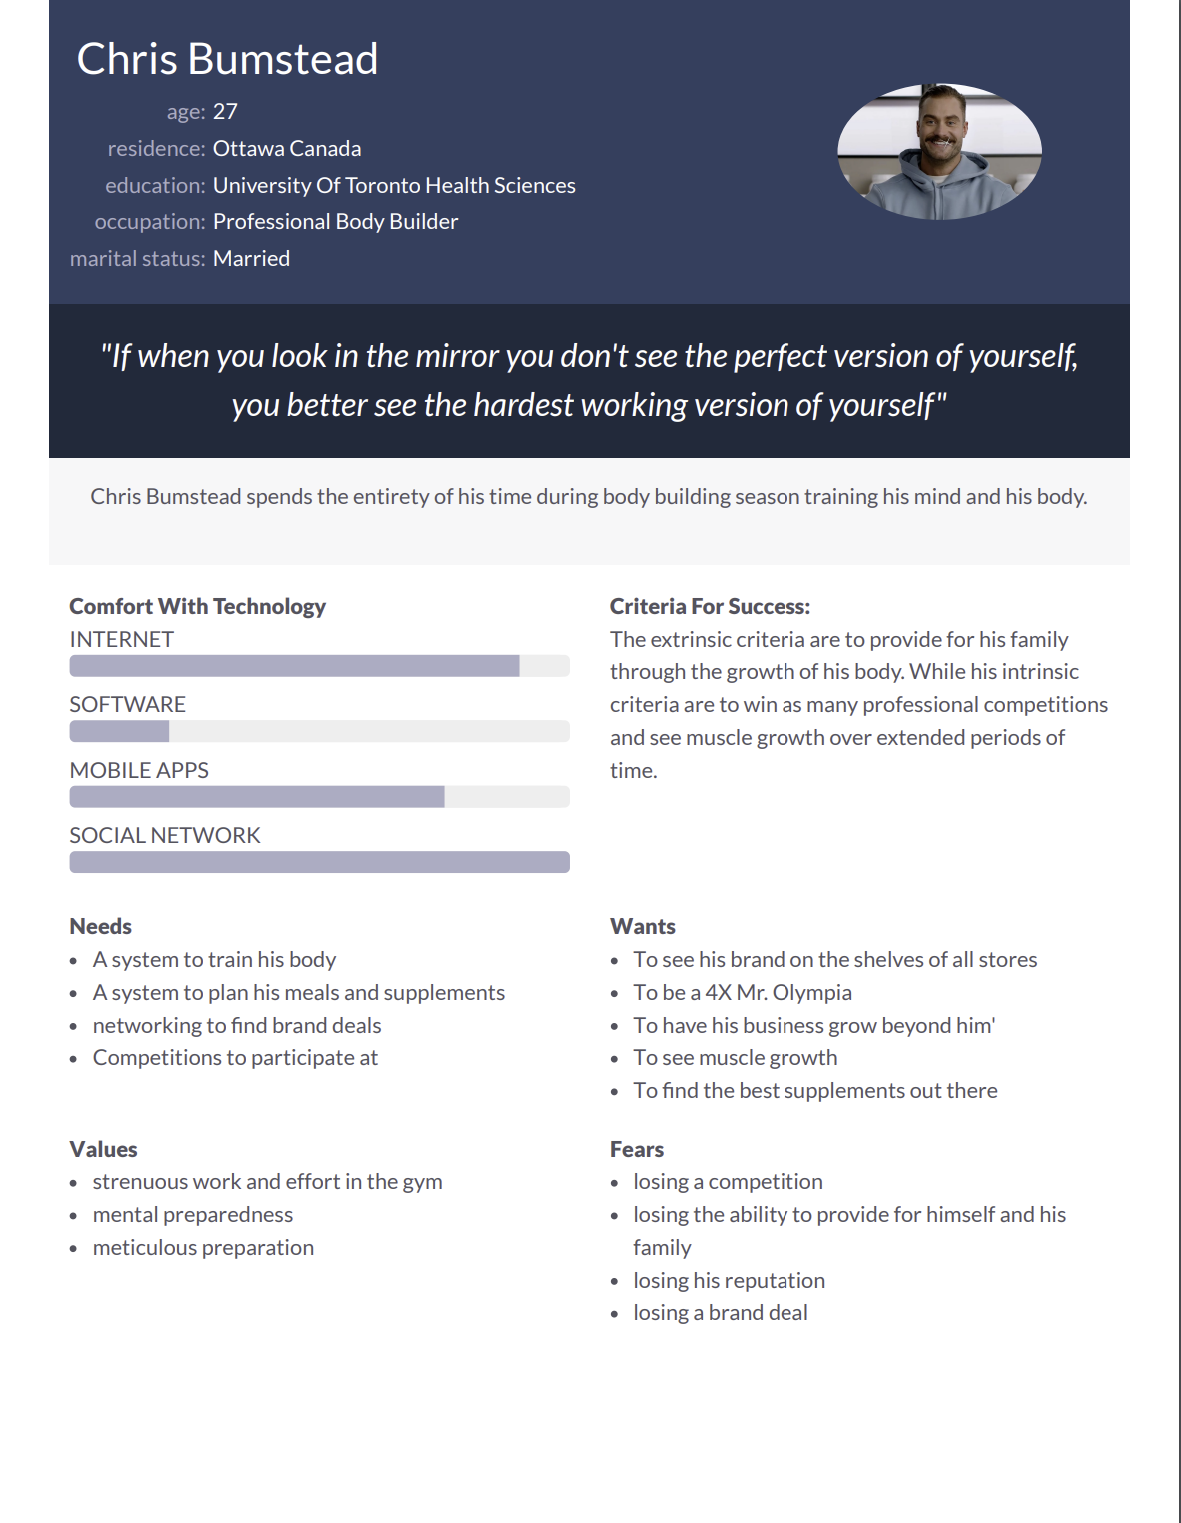 Chris Bumstead
age: 27
residence: Ottawa Canada
education: University Of Toronto Health Sciences
occupation: Professional Body Builder
marital status: Married
"If when you look in the mirror you don't see the perfect version of yourself,
you better see the hardest working version of yourself"
Chris Bumstead spends the entirety of his time during body building season training his mind and his body.
Comfort With Technology
INTERNET
SOFTWARE
MOBILE APPS
SOCIAL NETWORK
Criteria For Success:
The extrinsic criteria are to provide for his family
through the growth of his body. While his intrinsic
criteria are to win as many professional competitions
and see muscle growth over extended periods of
time.
Needs
• A system to train his body
• A system to plan his meals and supplements
• networking to find brand deals
• Competitions to participate at
Wants
• To see his brand on the shelves of all stores
• To be a 4X Mr. Olympia
• To have his business grow beyond him'
• To see muscle growth
• To find the best supplements out there
Values
• strenuous work and effort in the gym
• mental preparedness
• meticulous preparation
Fears
• losing a competition
• losing the ability to provide for himself and his
family
• losing his reputation
• losing a brand deal